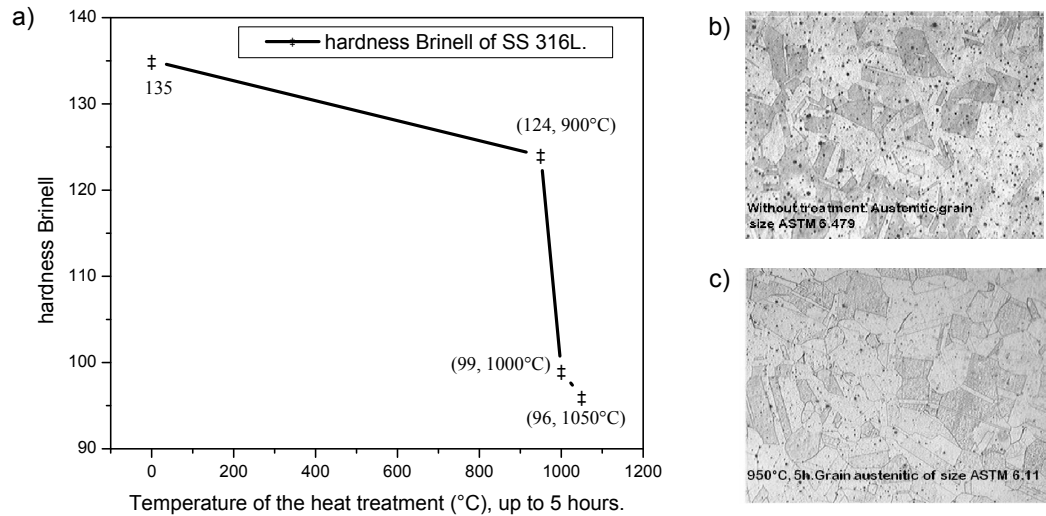 a)
140
130
120
110
100
90
hardness Brinell
‡ hardness Brinell of SS 316L.
135
(124, 900°C)
(99, 1000°C)
(96, 1050°C)
0 200 400 600 800 1000 1200
Temperature of the heat treatment (°C), up to 5 hours.
b)
Without treatment. Austenitic grain
size ASTM 6.479
c)
950°C, 5h.Grain austenitic of size ASTM 6.11